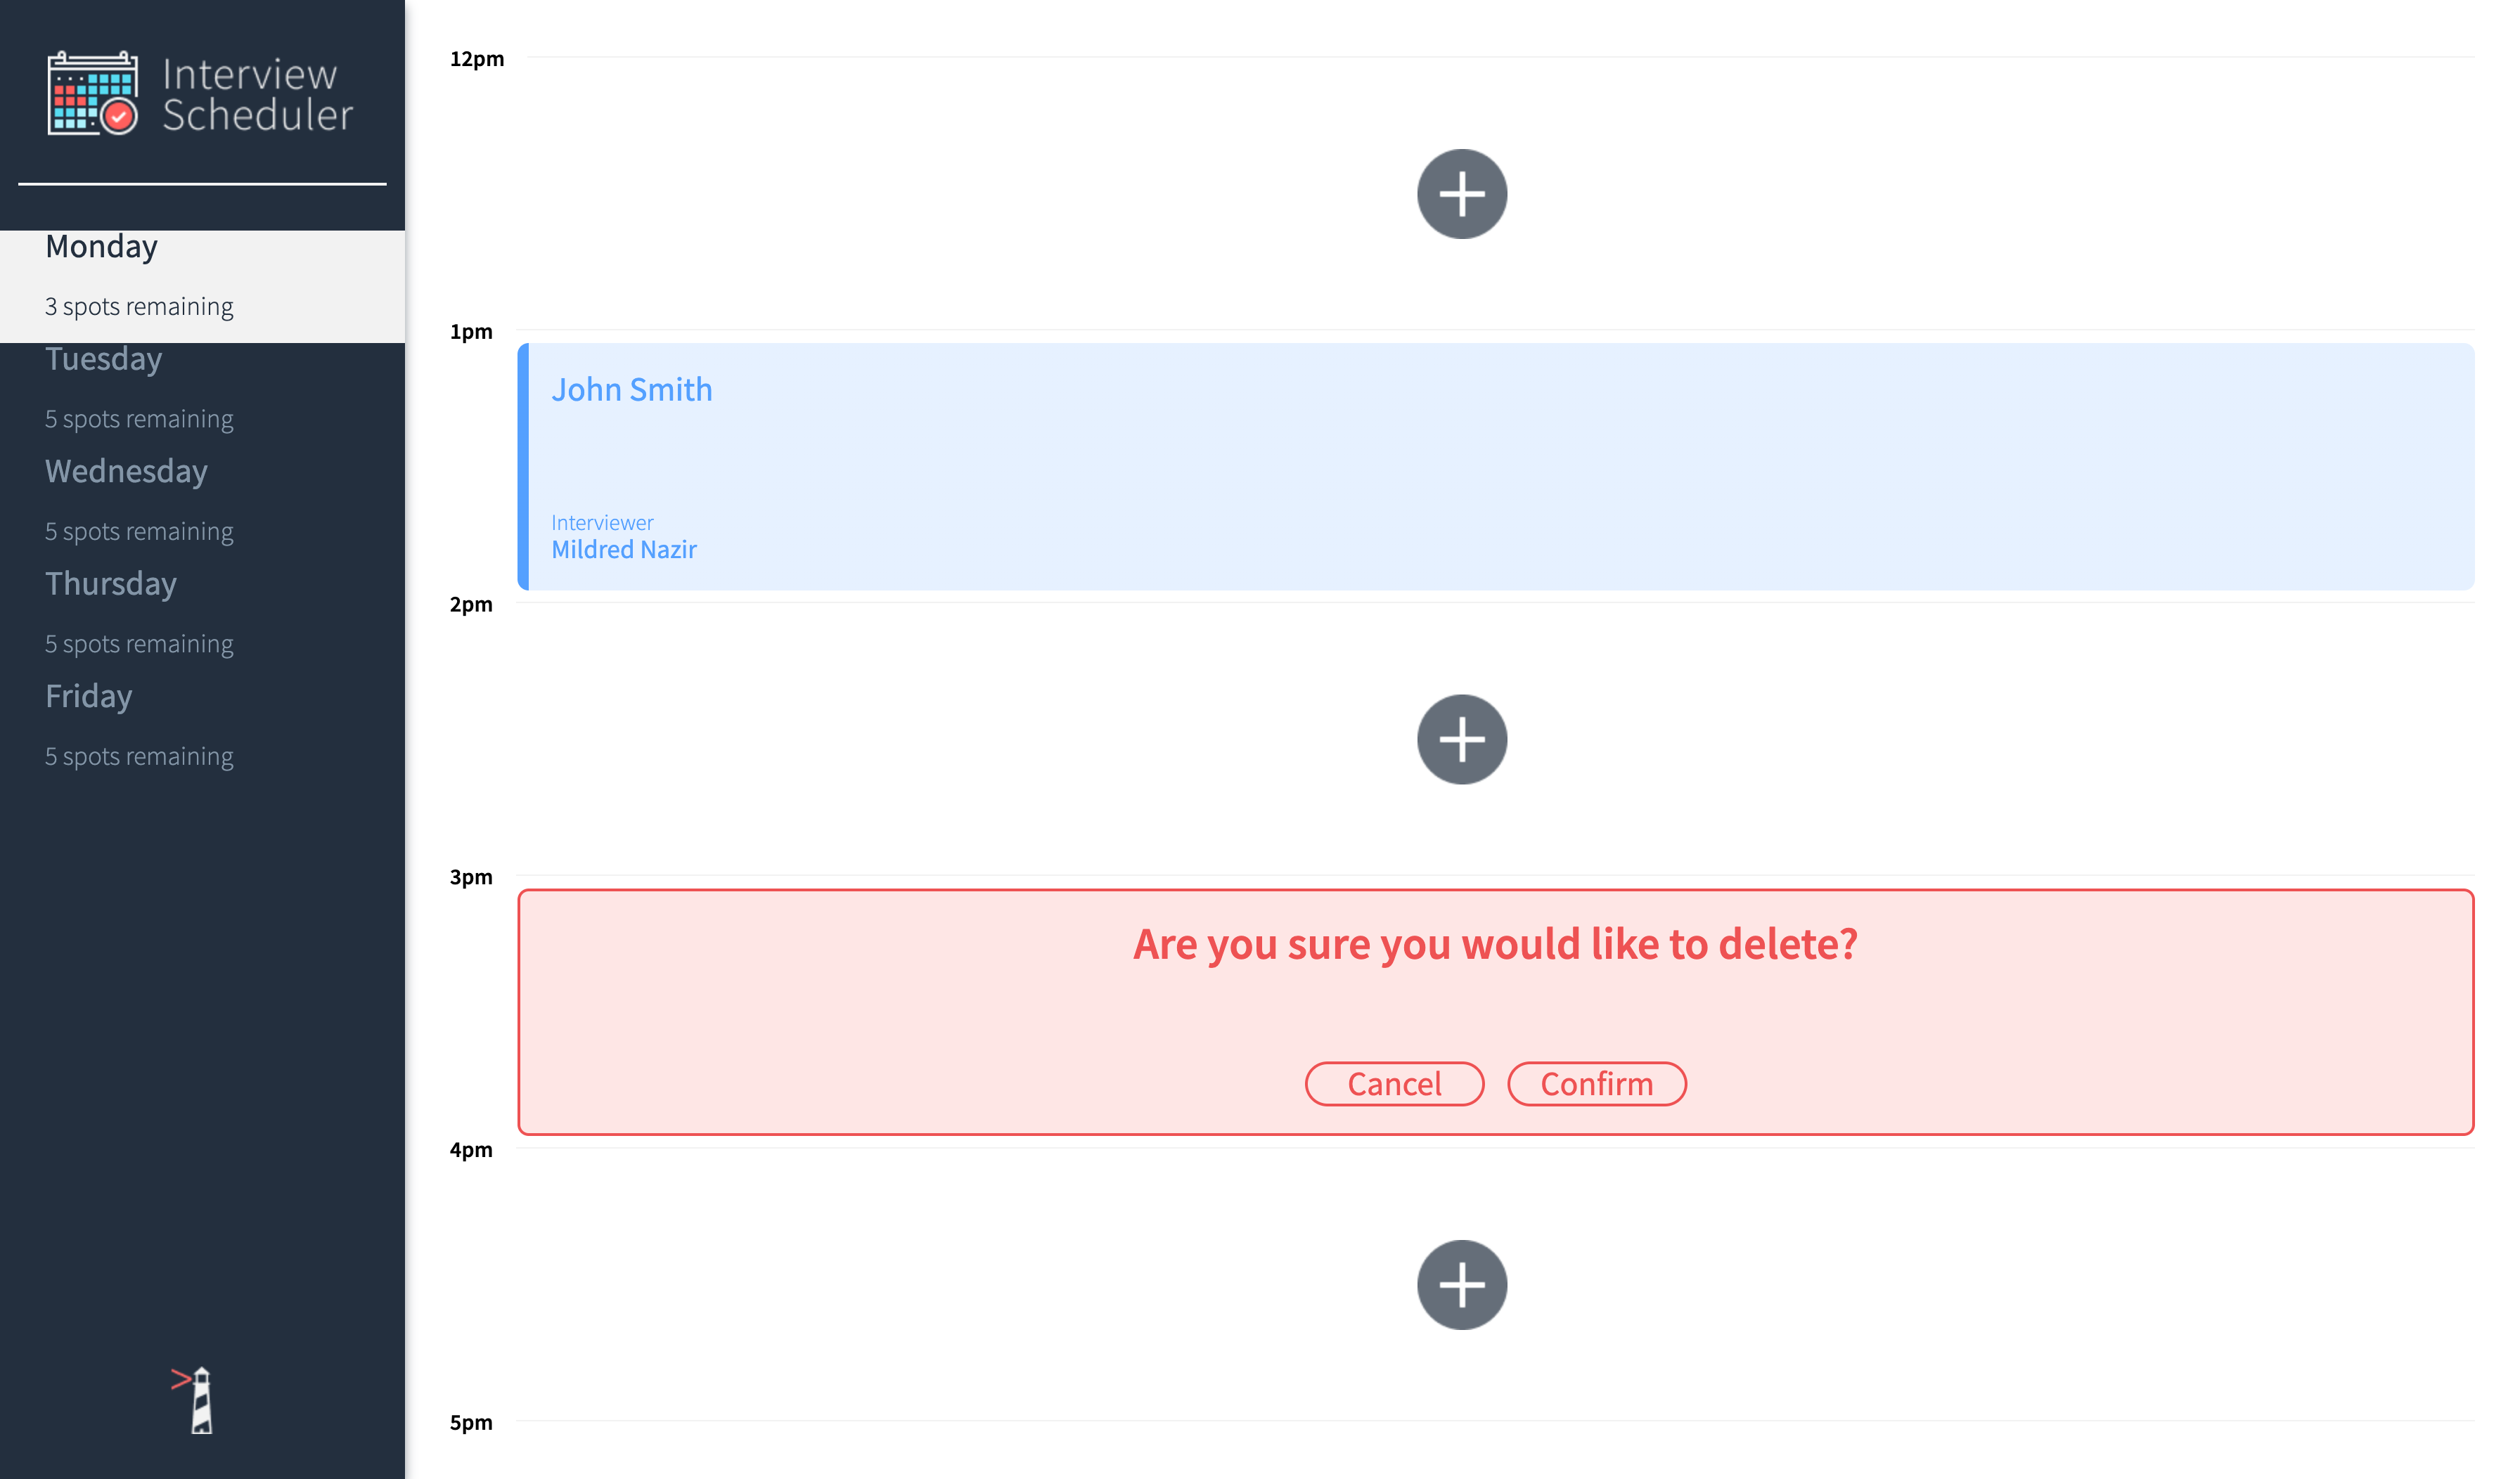 Interview
Scheduler
Monday
3 spots remaining
Tuesday
5 spots remaining
Wednesday
5 spots remaining
Thursday
5 spots remaining
Friday
5 spots remaining
12pm
1pm
John Smith
Interviewer
Mildred Nazir
2pm
3pm
Are you sure you would like to delete?
Cancel Confirm
4pm
5pm